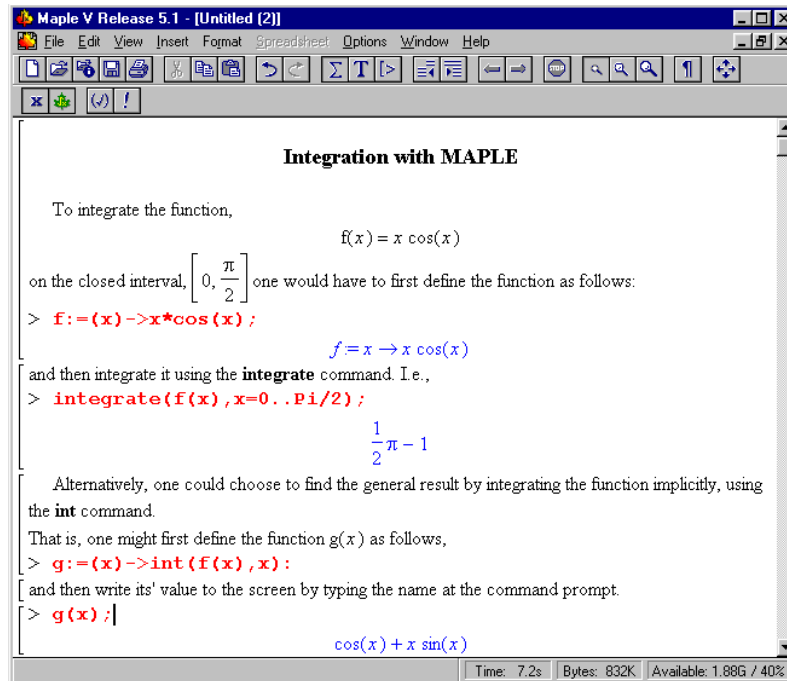 Maple V Release 5.1 - [Untitled (2)]
File Edit View Insert Format Spreadsheet Options Window Help
Σ T [>
STOP
¶
x (√) !
Integration with MAPLE
To integrate the function,
f(x) = x cos(x)
on the closed interval, [0, π/2] one would have to first define the function as follows:
> f:=(x)->x*cos(x);
f := x → x cos(x)
and then integrate it using the integrate command. I.e.,
> integrate(f(x),x=0..Pi/2);
1/2 π − 1
Alternatively, one could choose to find the general result by integrating the function implicitly, using
the int command.
That is, one might first define the function g(x) as follows,
> g:=(x)->int(f(x),x):
and then write its' value to the screen by typing the name at the command prompt.
> g(x);
cos(x) + x sin(x)
Time: 7.2s Bytes: 832K Available: 1.88G / 40%